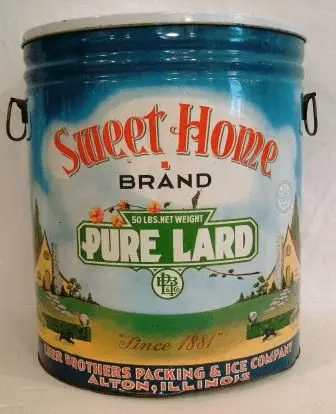 Sweet Home
BRAND
50 LBS. NET WEIGHT
PURE LARD
"Since 1881"
BROTHERS PACKING & ICE COMPANY
ALTON, ILLINOIS